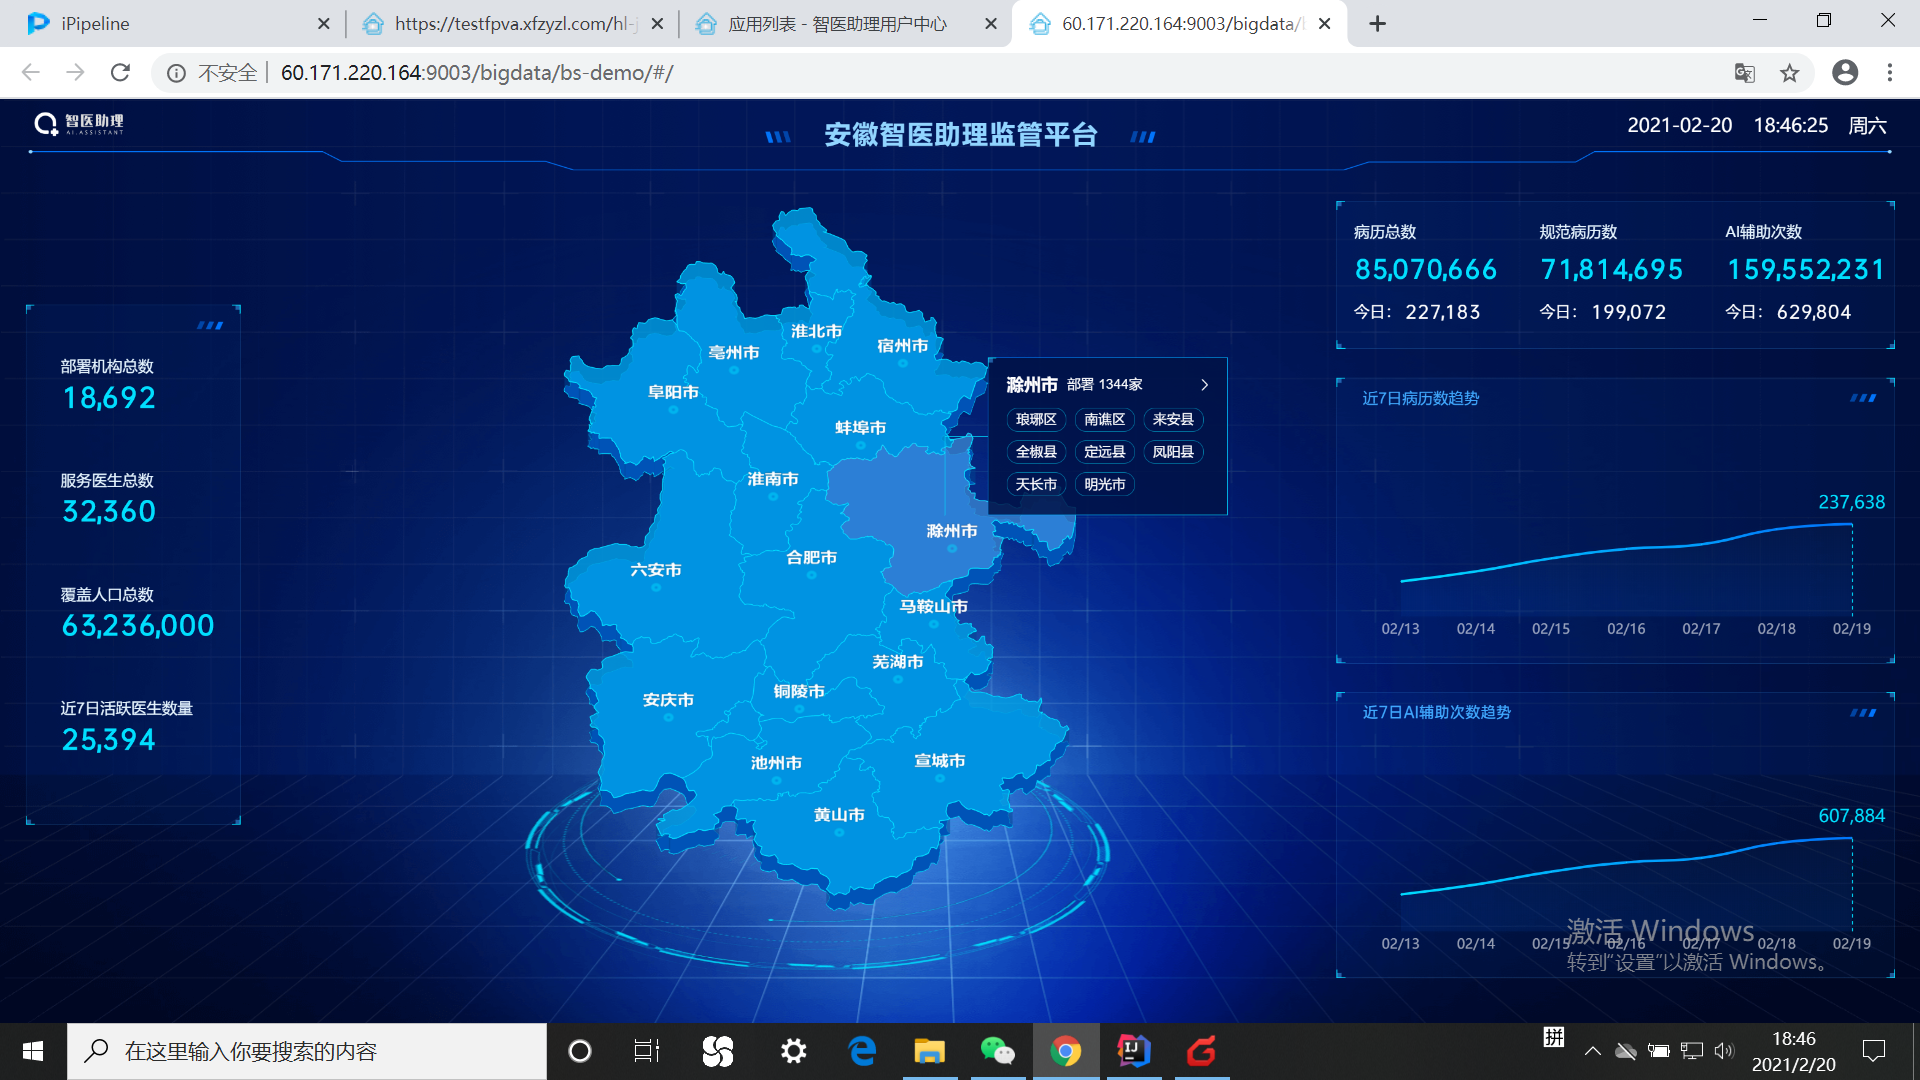 iPipeline
https://testfpva.xfzyzl.com/hl-j
应用列表 - 智医助理用户中心
60.171.220.164:9003/bigdata/b
不安全
60.171.220.164:9003/bigdata/bs-demo/#/
智医助理
AI.ASSISTANT
安徽智医助理监管平台
2021-02-20 18:46:25 周六
部署机构总数
18,692
服务医生总数
32,360
覆盖人口总数
63,236,000
近7日活跃医生数量
25,394
淮北市
亳州市
宿州市
阜阳市
蚌埠市
淮南市
滁州市
合肥市
六安市
马鞍山市
芜湖市
铜陵市
安庆市
池州市
宣城市
黄山市
滁州市 部署 1344家
琅琊区 南谯区 来安县
全椒县 定远县 凤阳县
天长市 明光市
病历总数 规范病历数 AI辅助次数
85,070,666 71,814,695 159,552,231
今日: 227,183 今日: 199,072 今日: 629,804
近7日病历数趋势
237,638
02/13 02/14 02/15 02/16 02/17 02/18 02/19
近7日AI辅助次数趋势
607,884
02/13 02/14 02/15 02/16 02/17 02/18 02/19
激活 Windows
转到"设置"以激活 Windows。
在这里输入你要搜索的内容
拼
18:46
2021/2/20